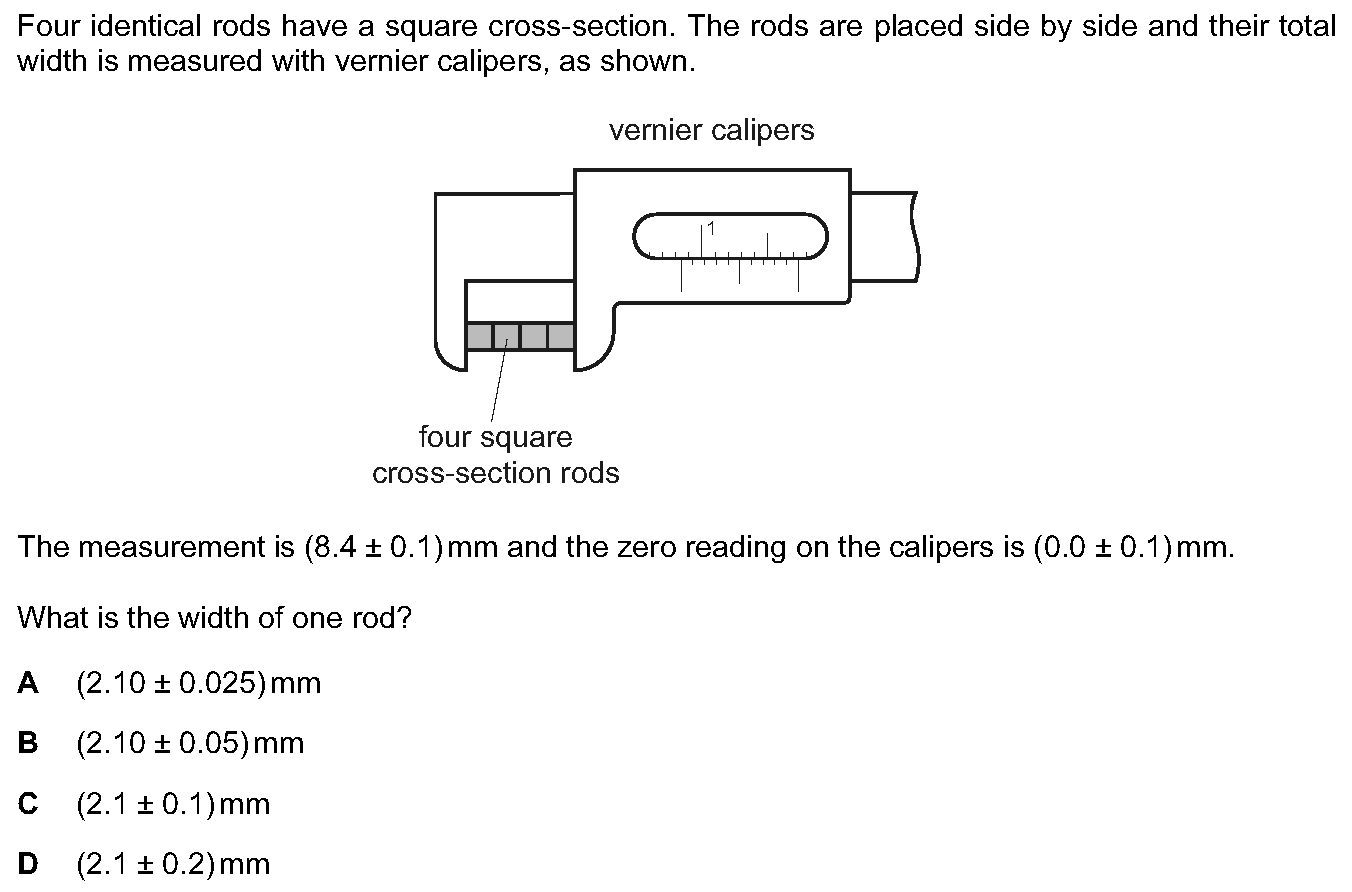 Four identical rods have a square cross-section. The rods are placed side by side and their total
width is measured with vernier calipers, as shown.
vernier calipers
1
four square
cross-section rods
The measurement is (8.4 ± 0.1) mm and the zero reading on the calipers is (0.0 ± 0.1) mm.
What is the width of one rod?
A (2.10 ± 0.025) mm
B (2.10 ± 0.05) mm
C (2.1 ± 0.1) mm
D (2.1 ± 0.2) mm